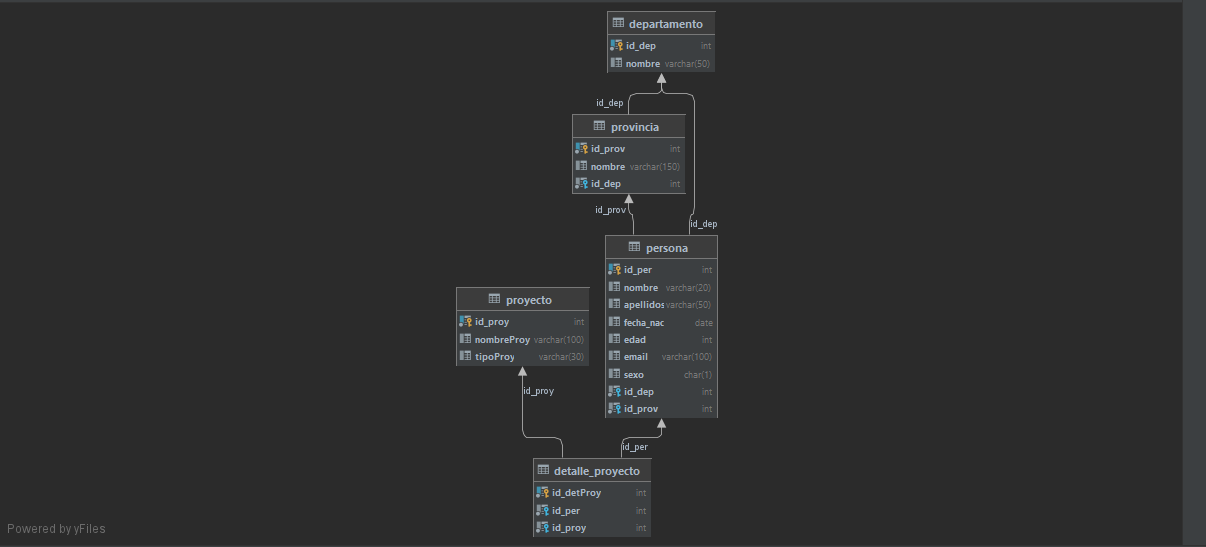 departamento
id_dep int
nombre varchar(50)
id_dep
provincia
id_prov int
nombre varchar(150)
id_dep int
id_prov
id_dep
persona
id_per int
nombre varchar(20)
apellidos varchar(50)
fecha_nac date
edad int
email varchar(100)
sexo char(1)
id_dep int
id_prov int
proyecto
id_proy int
nombreProy varchar(100)
tipoProy varchar(30)
id_proy
id_per
detalle_proyecto
id_detProy int
id_per int
id_proy int
Powered by yFiles